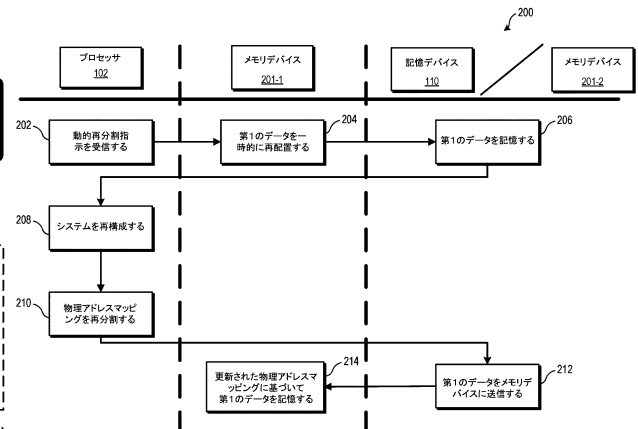 200
プロセッサ
102
メモリデバイス
201-1
記憶デバイス
110
メモリデバイス
201-2
202
動的再分割指
示を受信する
204
第1のデータを一
時的に再配置する
206
第1のデータを記憶する
208
システムを再構成する
210
物理アドレスマッピ
ングを再分割する
214
更新された物理アドレスマ
ッピングに基づいて
第1のデータを記憶する
212
第1のデータをメモリデ
バイスに送信する